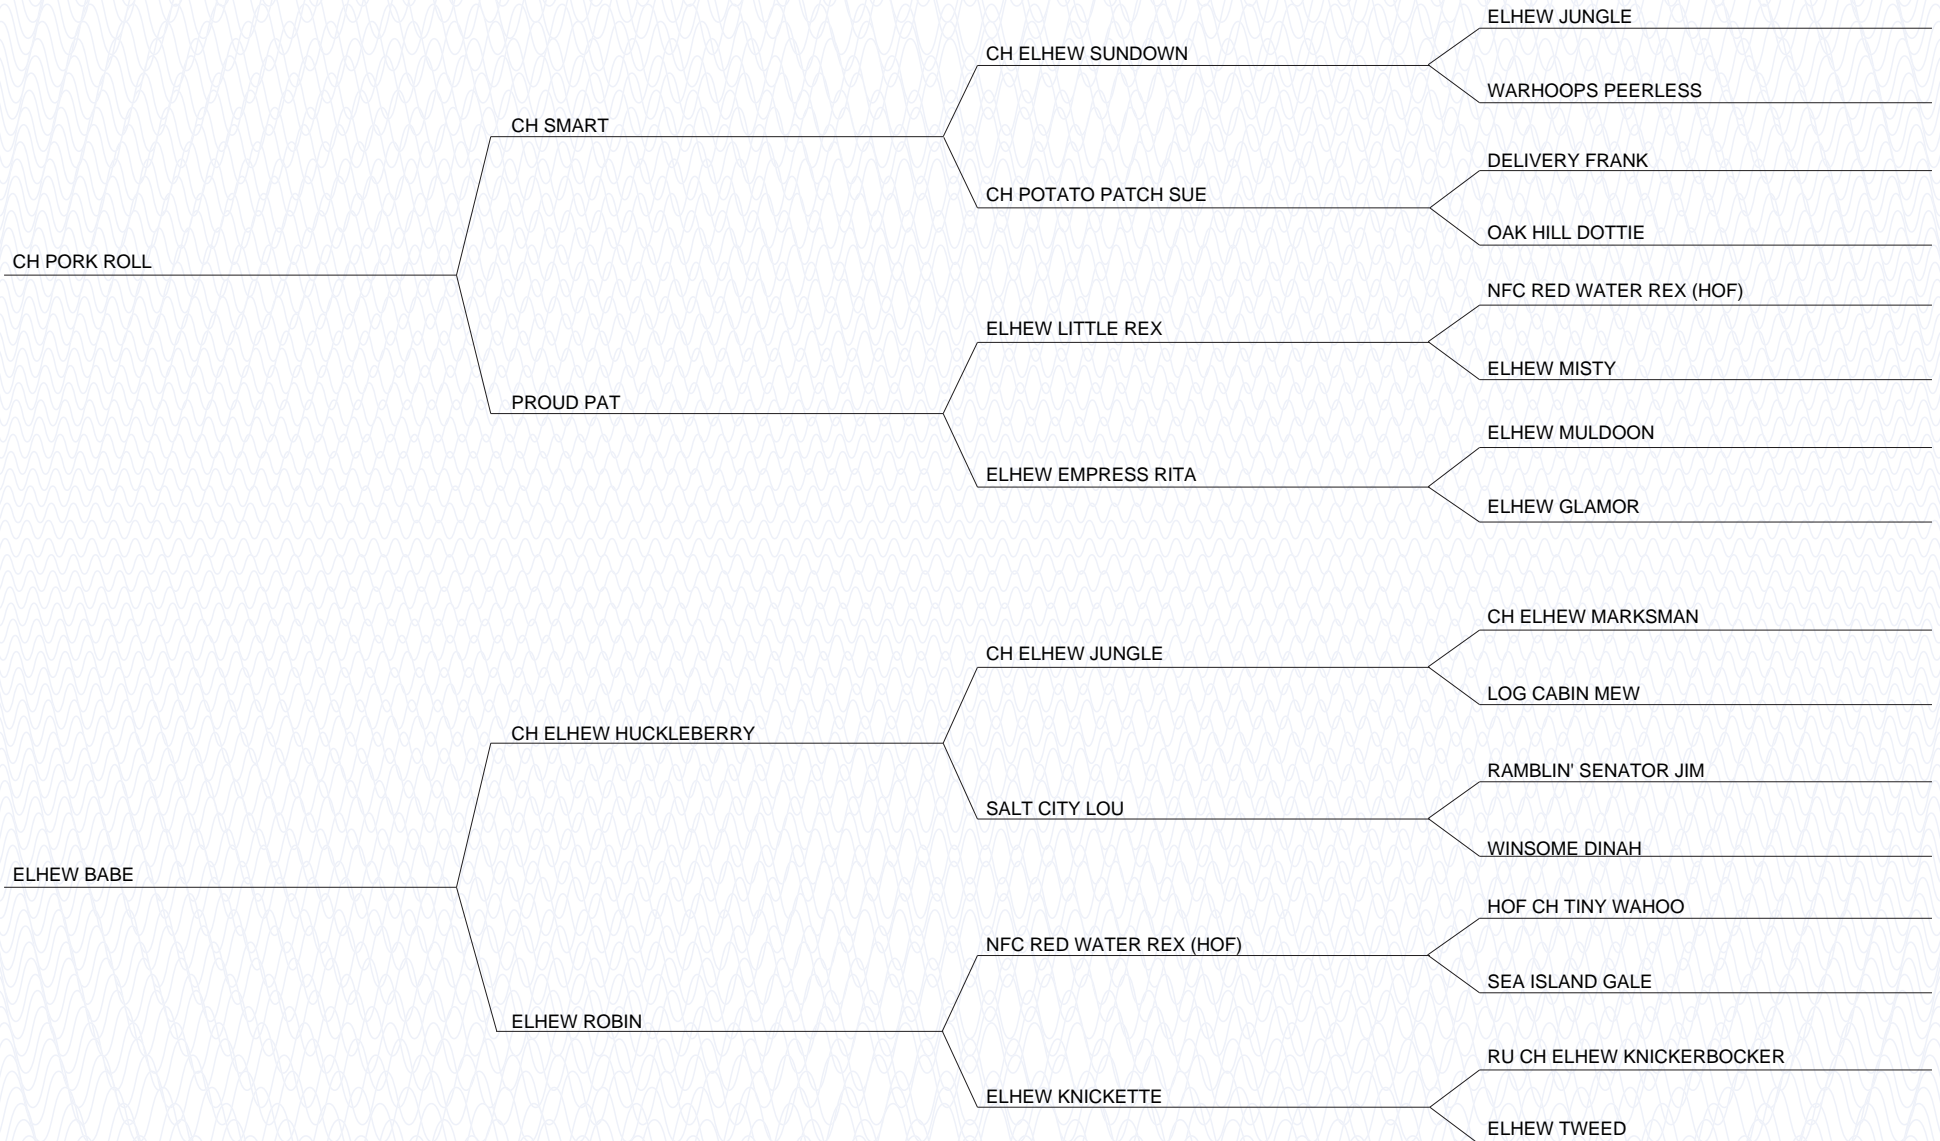 ELHEW JUNGLE
CH ELHEW SUNDOWN
WARHOOPS PEERLESS
CH SMART
DELIVERY FRANK
CH POTATO PATCH SUE
OAK HILL DOTTIE
CH PORK ROLL
NFC RED WATER REX (HOF)
ELHEW LITTLE REX
ELHEW MISTY
PROUD PAT
ELHEW MULDOON
ELHEW EMPRESS RITA
ELHEW GLAMOR
CH ELHEW MARKSMAN
CH ELHEW JUNGLE
LOG CABIN MEW
CH ELHEW HUCKLEBERRY
RAMBLIN' SENATOR JIM
SALT CITY LOU
WINSOME DINAH
ELHEW BABE
HOF CH TINY WAHOO
NFC RED WATER REX (HOF)
SEA ISLAND GALE
ELHEW ROBIN
RU CH ELHEW KNICKERBOCKER
ELHEW KNICKETTE
ELHEW TWEED